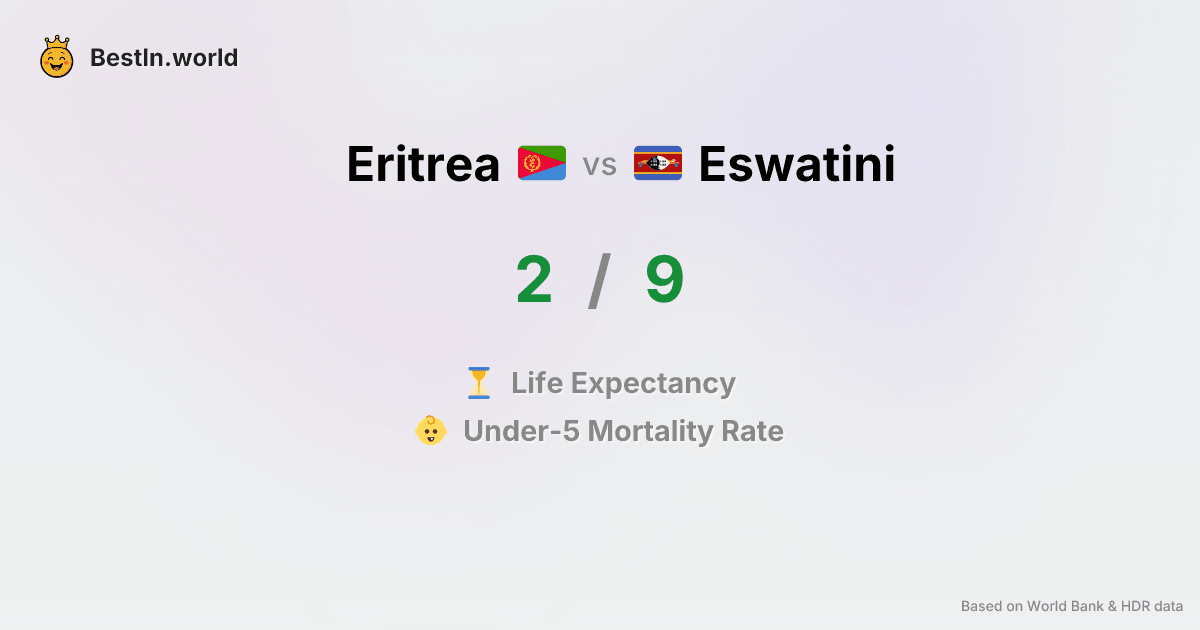 BestIn.world
Eritrea vs Eswatini
2 / 9
Life Expectancy
Under-5 Mortality Rate
Based on World Bank & HDR data